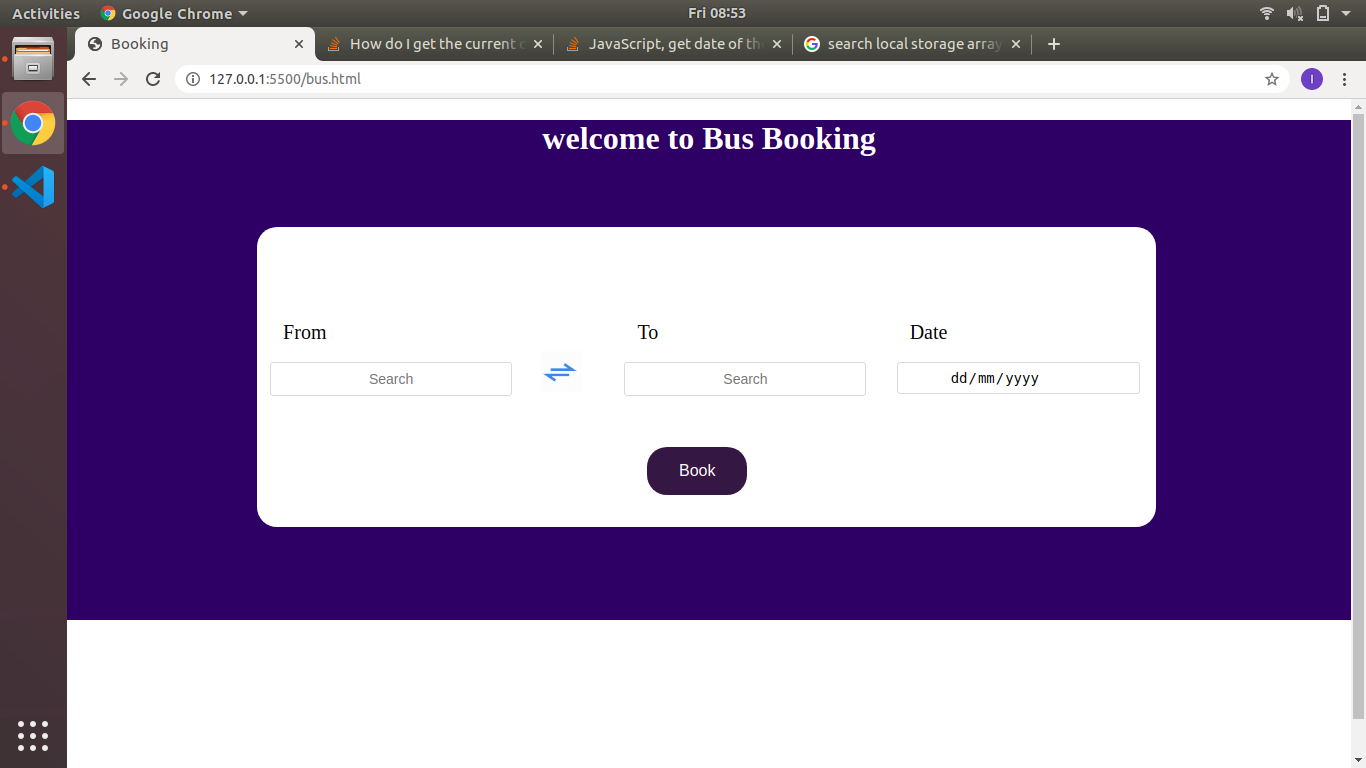 Activities
Google Chrome
Fri 08:53
Booking
How do I get the current
JavaScript, get date of th
search local storage array
127.0.0.1:5500/bus.html
I
welcome to Bus Booking
From
To
Date
Search
Search
dd/mm/yyyy
Book